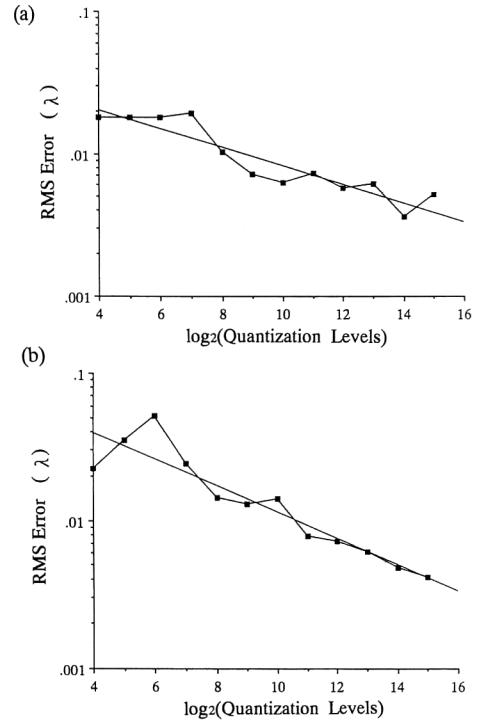 (a)
.1
.01
.001
RMS Error ( λ )
4 6 8 10 12 14 16
log2(Quantization Levels)
(b)
.1
.01
.001
RMS Error ( λ )
4 6 8 10 12 14 16
log2(Quantization Levels)